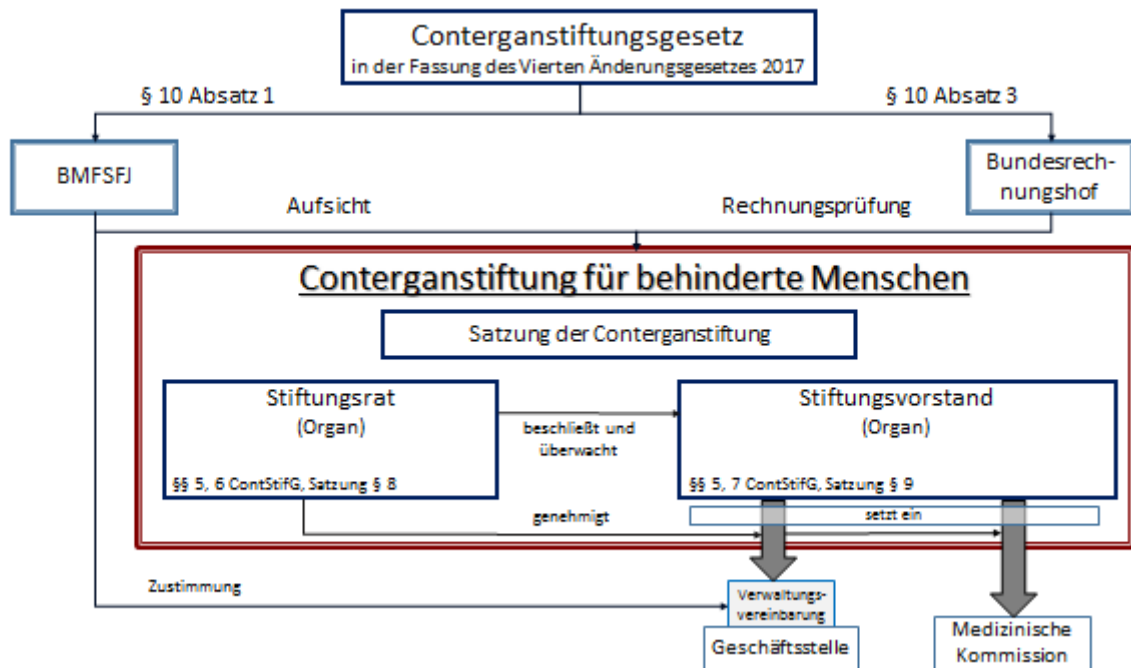 Conterganstiftungsgesetz
in der Fassung des Vierten Änderungsgesetzes 2017
§ 10 Absatz 1
§ 10 Absatz 3
BMFSFJ
Bundesrech-
nungshof
Aufsicht
Rechnungsprüfung
Conterganstiftung für behinderte Menschen
Satzung der Conterganstiftung
Stiftungsrat
(Organ)
§§ 5, 6 ContStifG, Satzung § 8
beschließt und
überwacht
Stiftungsvorstand
(Organ)
§§ 5, 7 ContStifG, Satzung § 9
genehmigt
setzt ein
Zustimmung
Verwaltungs-
vereinbarung
Geschäftsstelle
Medizinische
Kommission